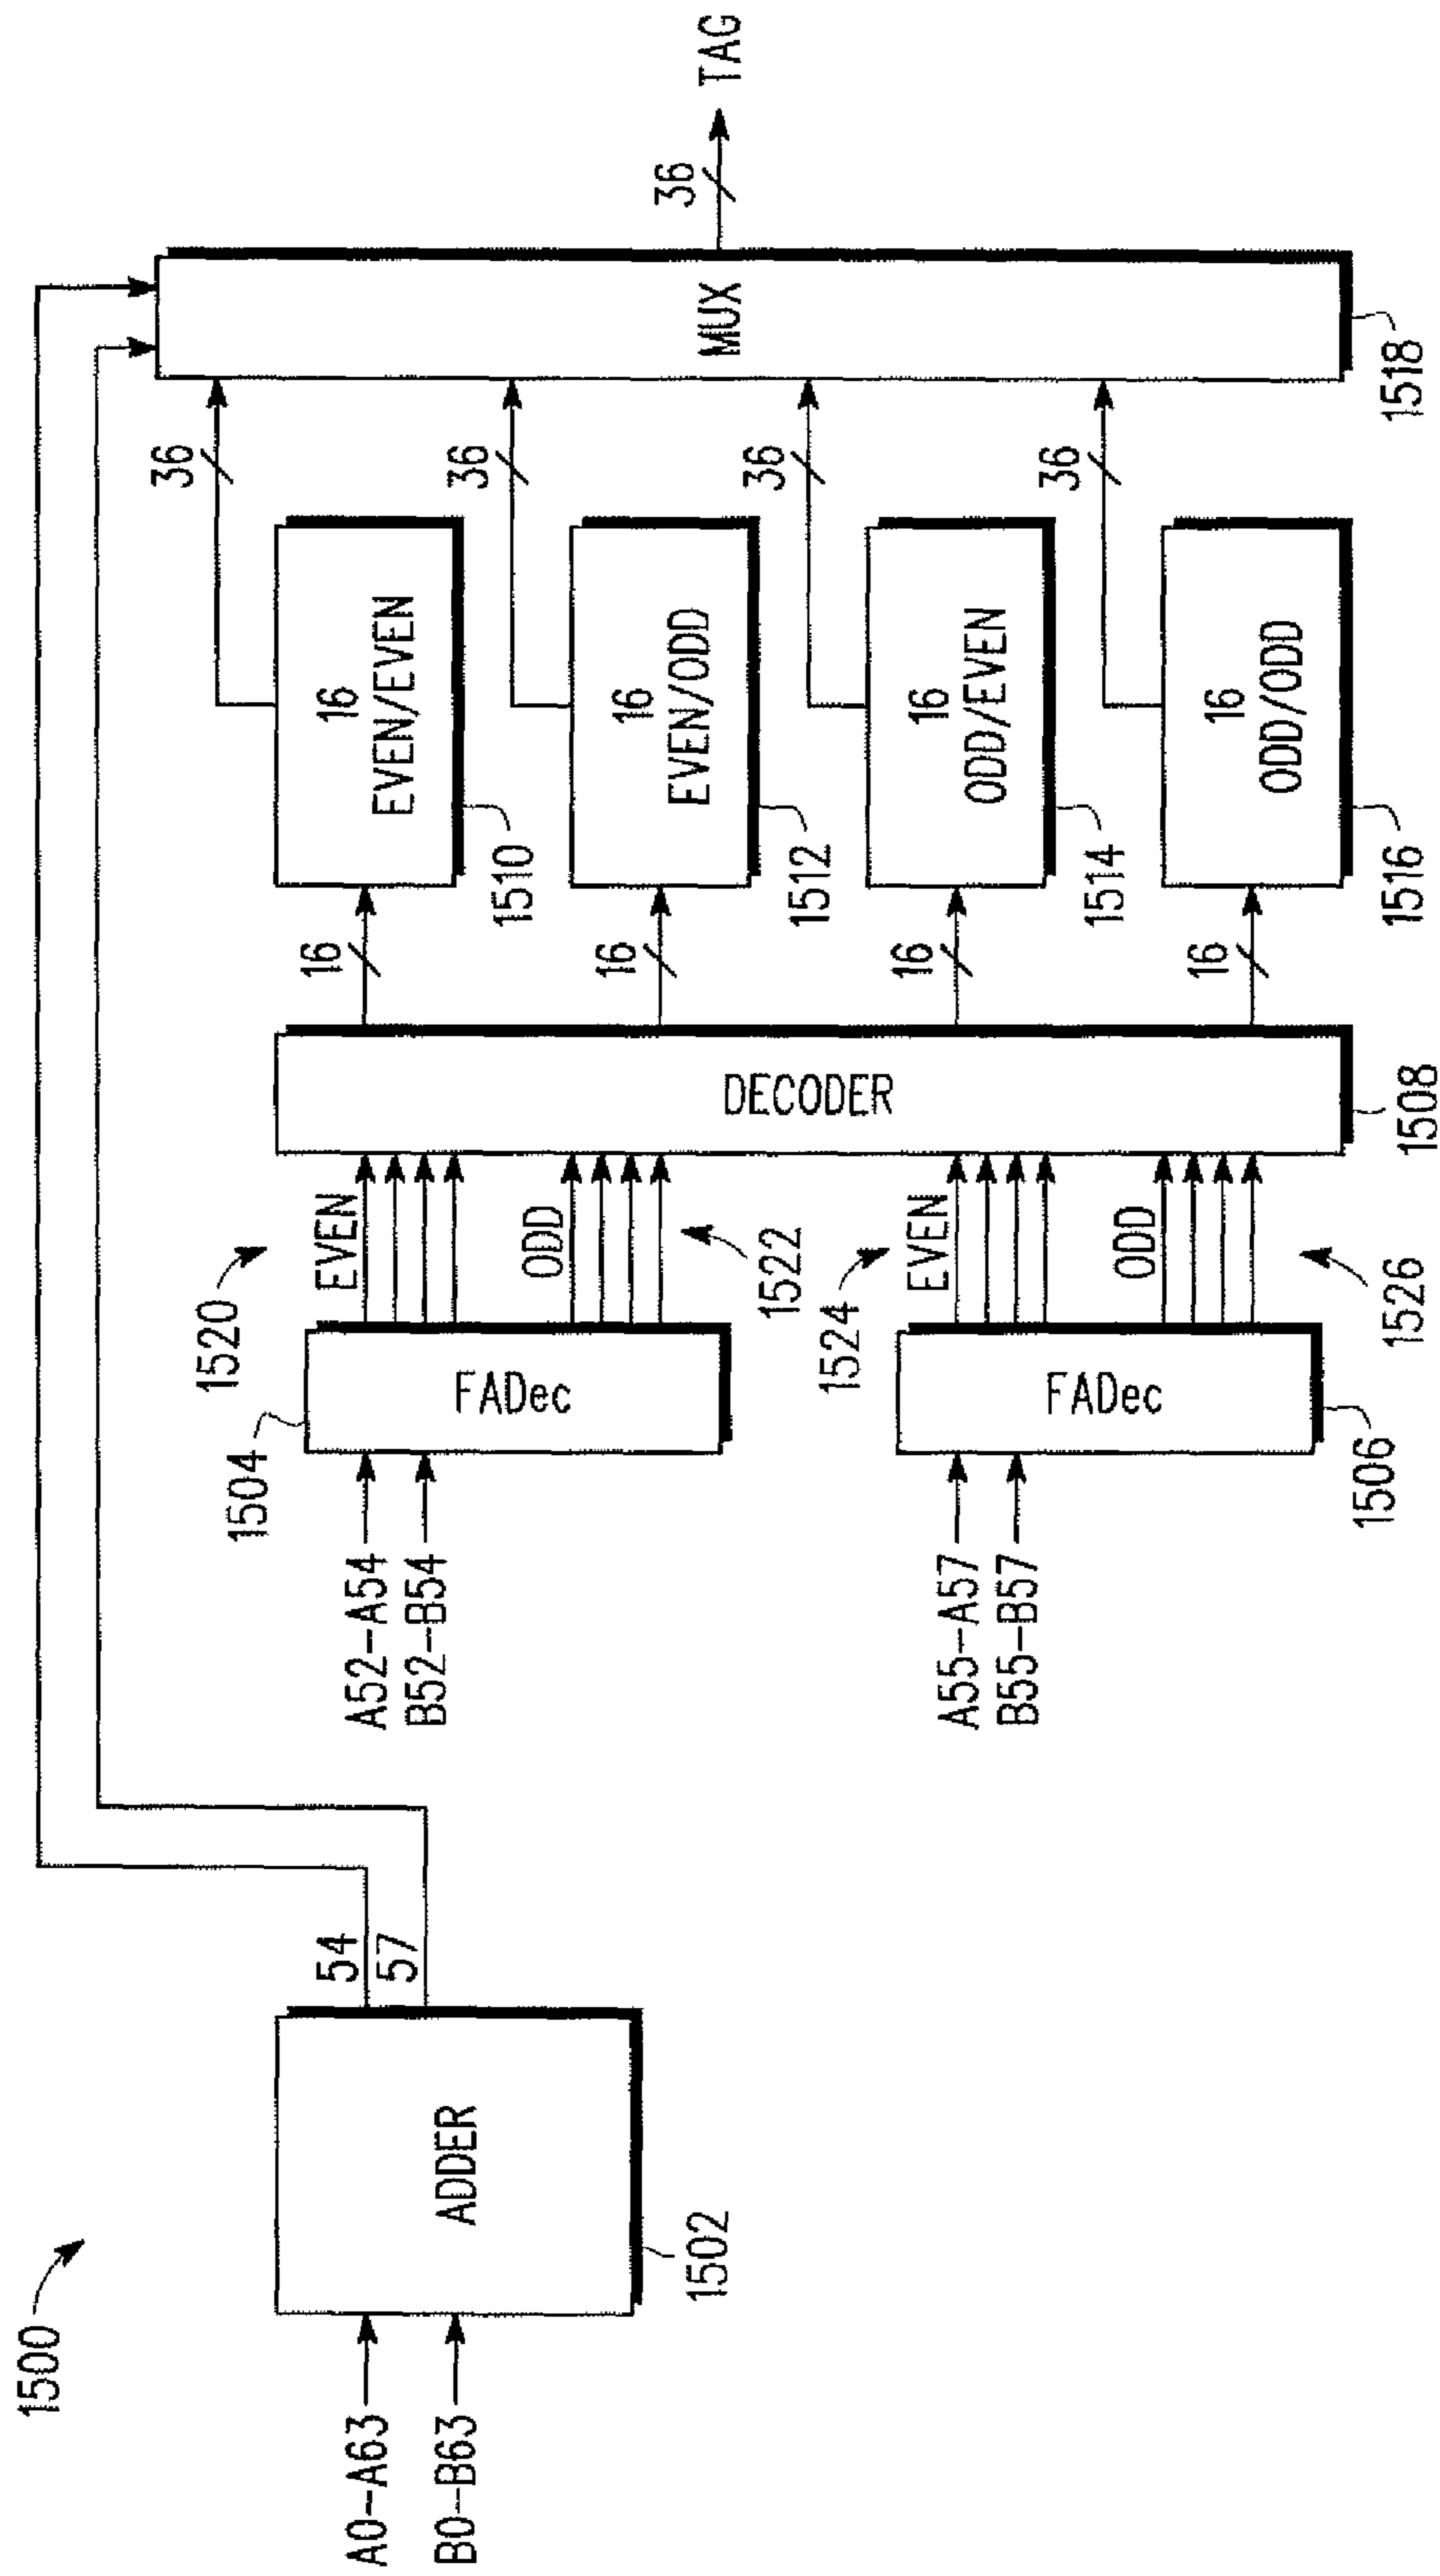 1500
A0–A63
B0–B63
ADDER
1502
54
57
A52–A54
B52–B54
1504
FADec
1520
EVEN
ODD
1522
A55–A57
B55–B57
1506
FADec
1524
EVEN
ODD
1526
DECODER
1508
16
16
16
16
16
EVEN/EVEN
1510
16
EVEN/ODD
1512
16
ODD/EVEN
1514
16
ODD/ODD
1516
36
36
36
36
MUX
1518
36
TAG